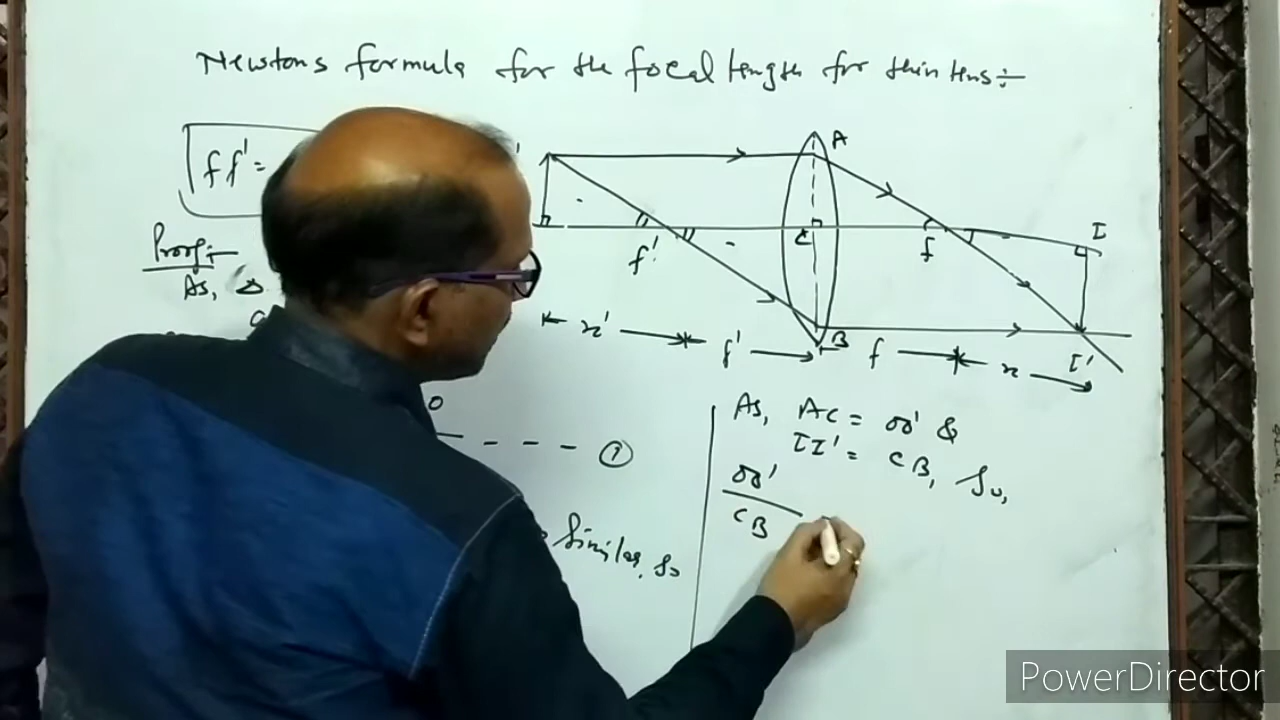 Newtons formula for the focal length for thin lens:-
ff' =
A
C
I
f'
f
Proof:-
As, Δ
x'
f'
B
f
x
I'
O
- - - - ①
Similar, So
As, AC = OO' &
II' = CB, So,
OO'
CB
PowerDirector